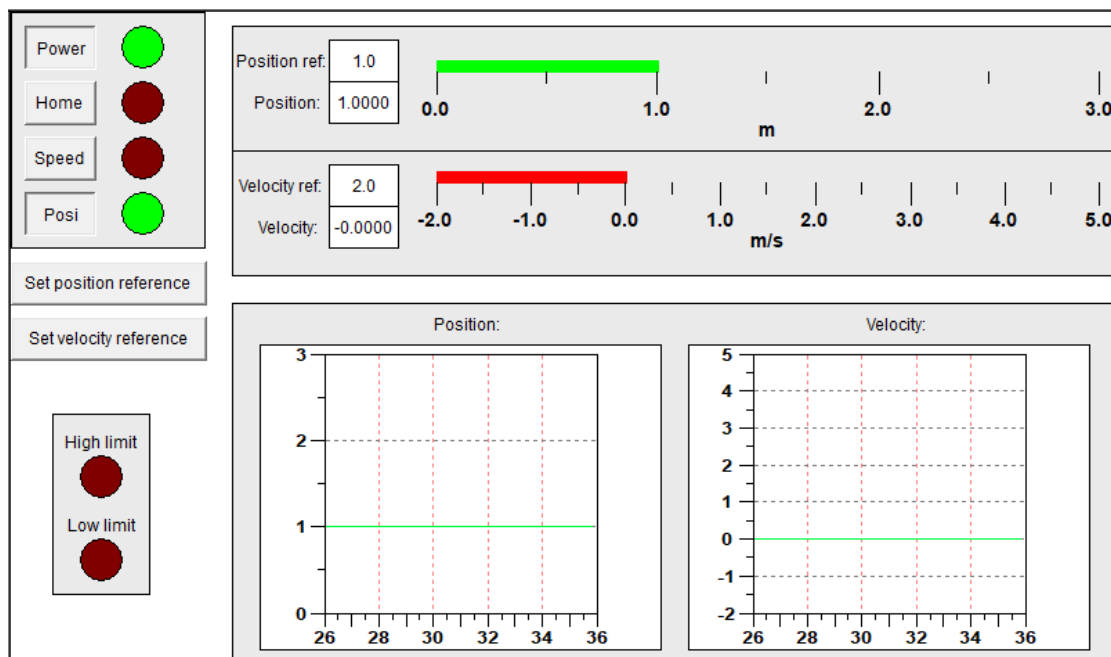 Power
Home
Speed
Posi
Set position reference
Set velocity reference
High limit
Low limit
Position ref: 1.0
Position: 1.0000
0.0 1.0 2.0 3.0
m
Velocity ref: 2.0
Velocity: -0.0000
-2.0 -1.0 0.0 1.0 2.0 3.0 4.0 5.0
m/s
Position:
3
2
1
0
26 28 30 32 34 36
Velocity:
5
4
3
2
1
0
-1
-2
26 28 30 32 34 36